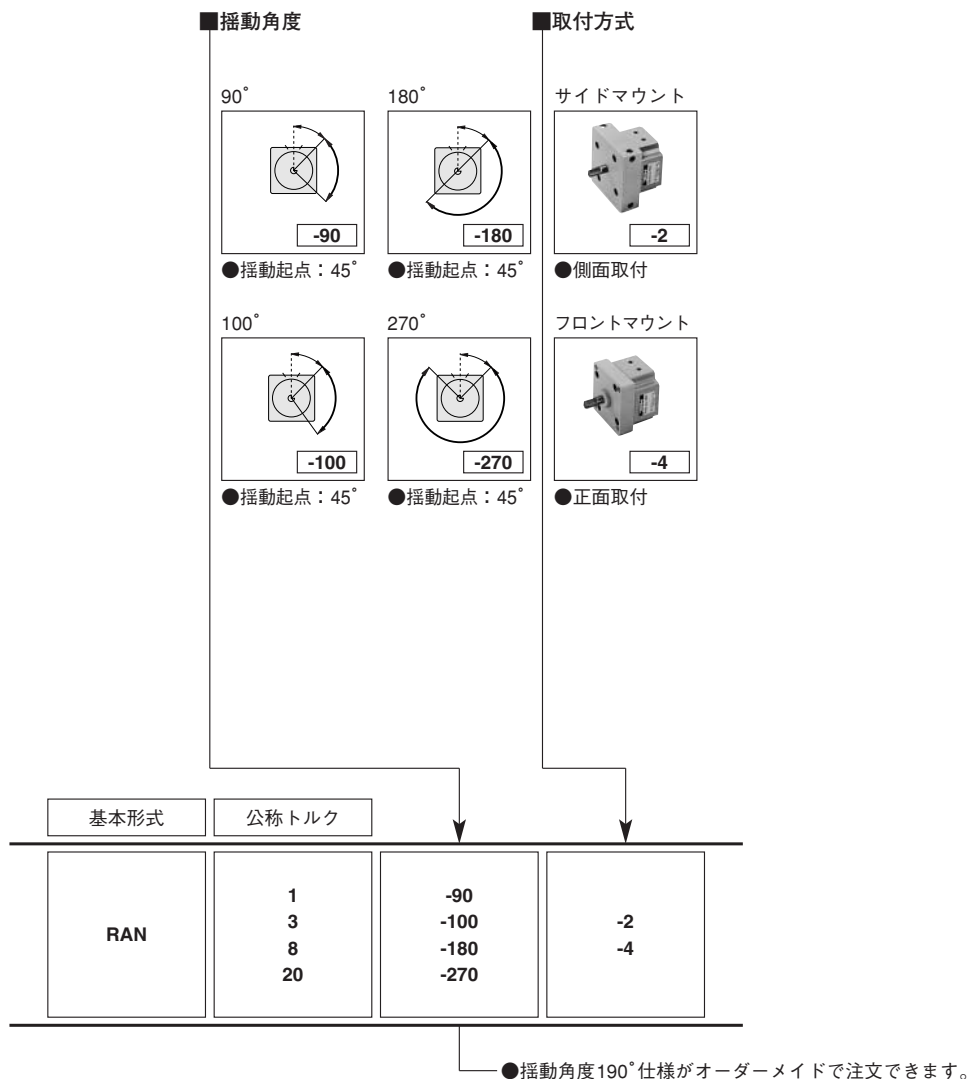 ■揺動角度
■取付方式
90°
180°
サイドマウント
-90
-180
-2
●揺動起点：45°
●揺動起点：45°
●側面取付
100°
270°
フロントマウント
-100
-270
-4
●揺動起点：45°
●揺動起点：45°
●正面取付
基本形式
公称トルク
RAN
1
3
8
20
-90
-100
-180
-270
-2
-4
●揺動角度190°仕様がオーダーメイドで注文できます。